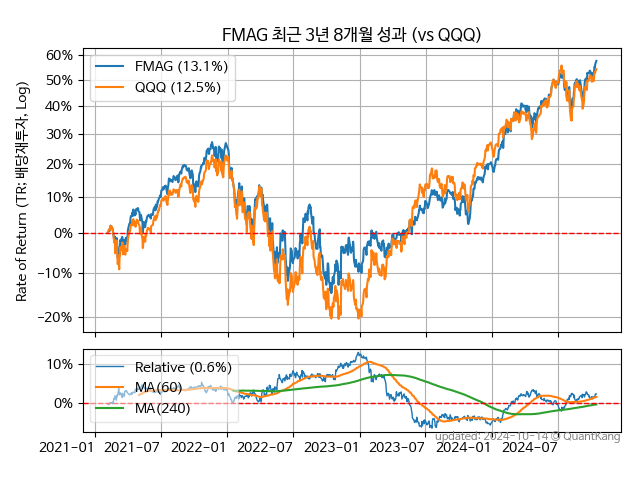 FMAG 최근 3년 8개월 성과 (vs QQQ)
Rate of Return (TR: 배당재투자, Log)
60%
50%
40%
30%
20%
10%
0%
−10%
−20%
FMAG (13.1%)
QQQ (12.5%)
10%
0%
Relative (0.6%)
MA(60)
MA(240)
2021−01 2021−07 2022−01 2022−07 2023−01 2023−07 2024−01 2024−07
updated: 2024-10-14 © QuantKang